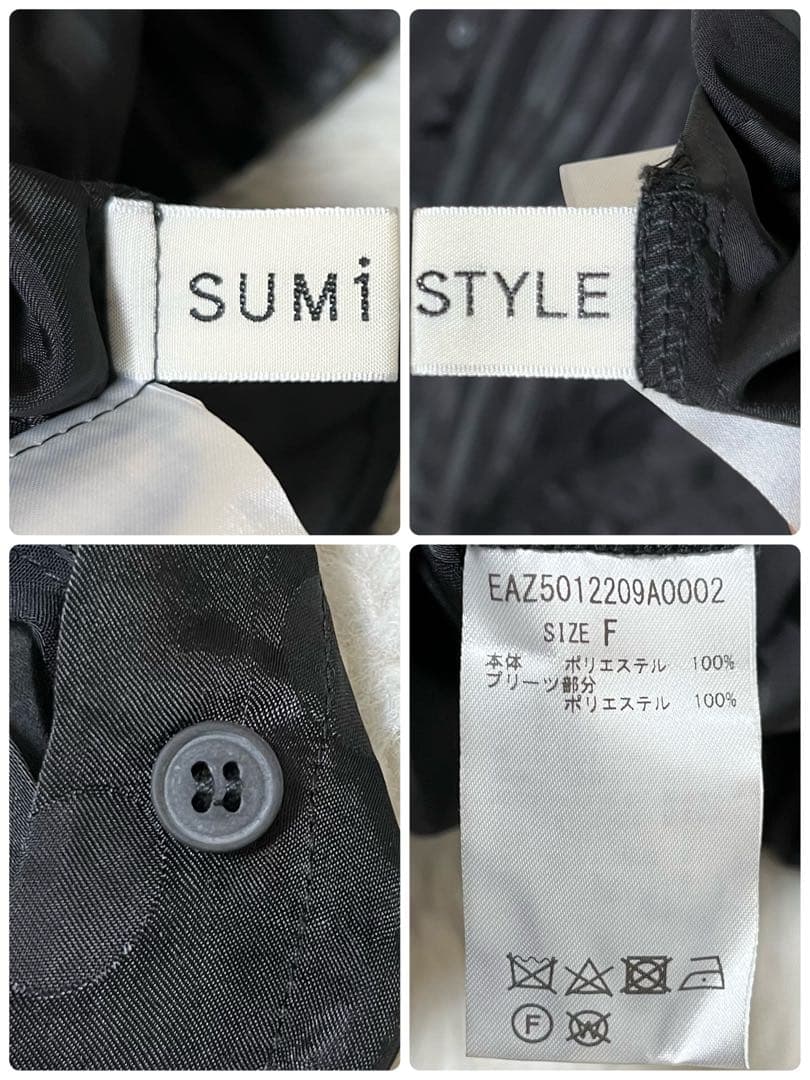 SUMi
STYLE
EAZ5012209A0002
SIZE F
本体 ポリエステル 100%
プリーツ部分
ポリエステル 100%
F
W